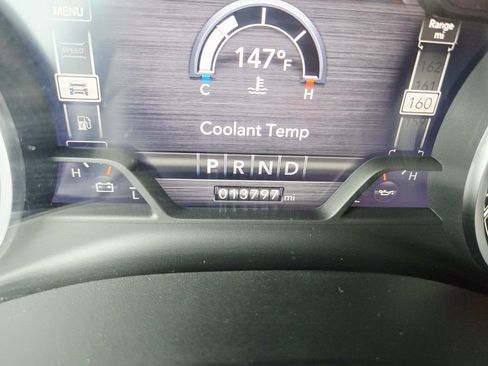 MENU
SPEED
147°F
C H
Coolant Temp
Range
mi
162
161
160
P R N D
H
L
013797 mi
H